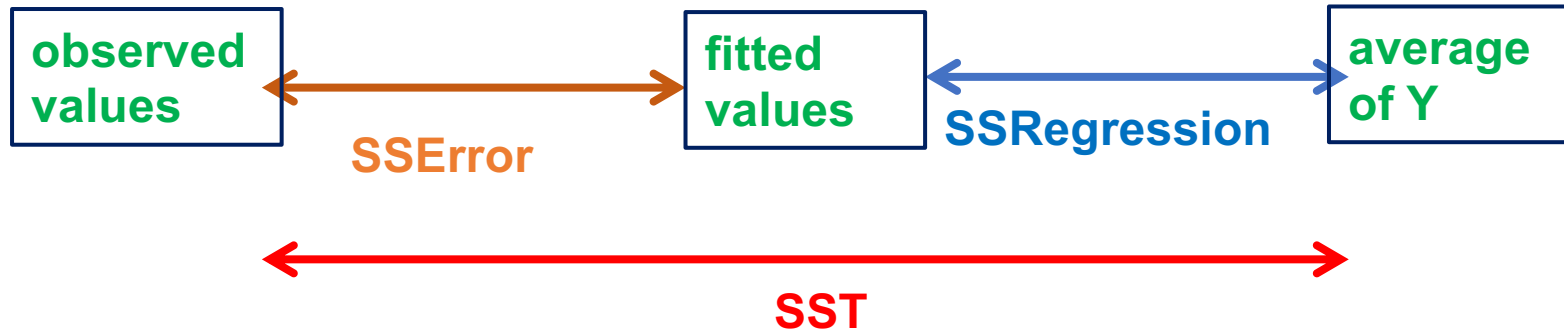 observed
values
fitted
values
average
of Y
SSError
SSRegression
SST